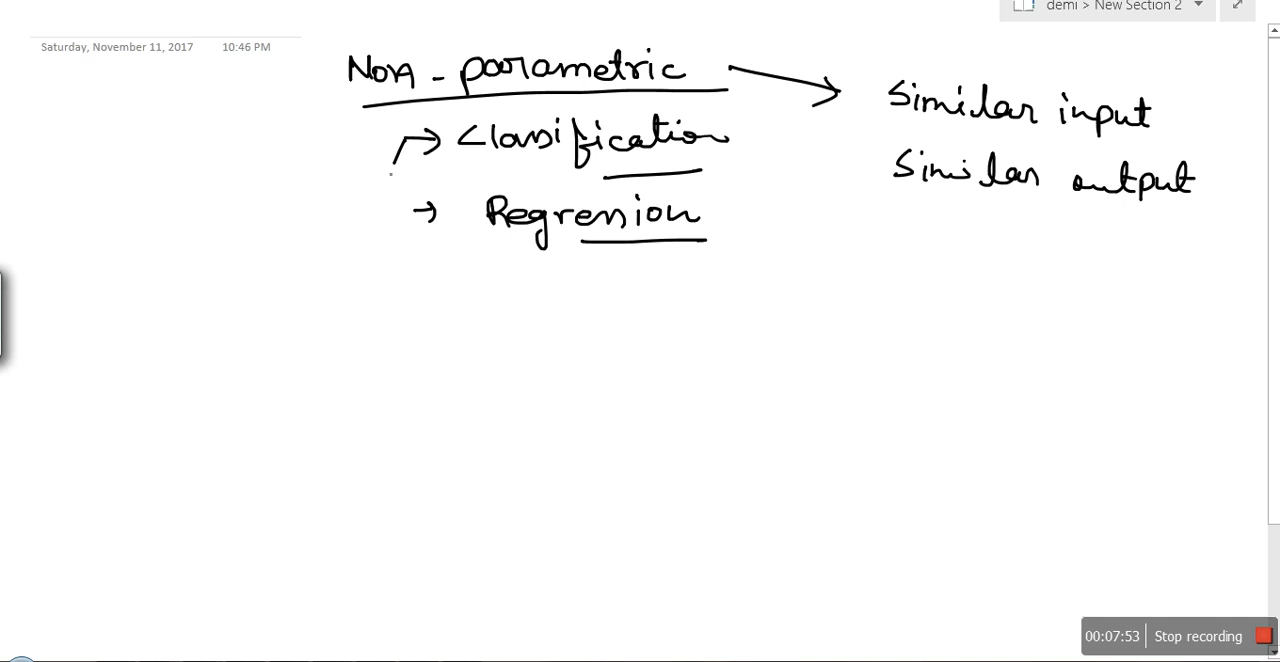 demi > New Section 2
Saturday, November 11, 2017 10:46 PM
Non - parametric → Similar input
→ Classification
Similar output
→ Regression
00:07:53 Stop recording